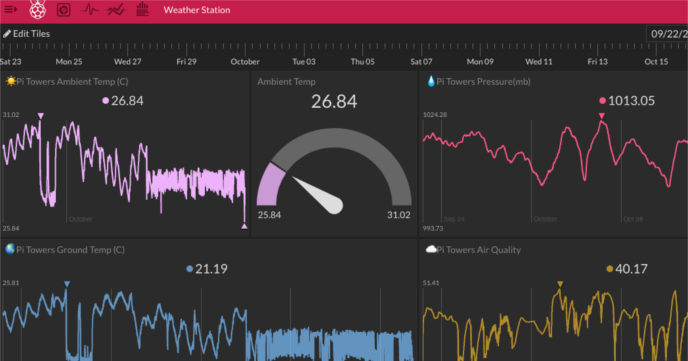 Weather Station
Edit Tiles
09/22/2
Sat 23 Mon 25 Wed 27 Fri 29 October Tue 03 Thu 05 Sat 07 Mon 09 Wed 11 Fri 13 Oct 15
Pi Towers Ambient Temp (C)
26.84
31.02
October
25.84
Ambient Temp
26.84
25.84 31.02
Pi Towers Pressure(mb)
1013.05
1024.28
Sep 24 October Oct 08
993.73
Pi Towers Ground Temp (C)
21.19
25.81
Pi Towers Air Quality
40.17
51.41